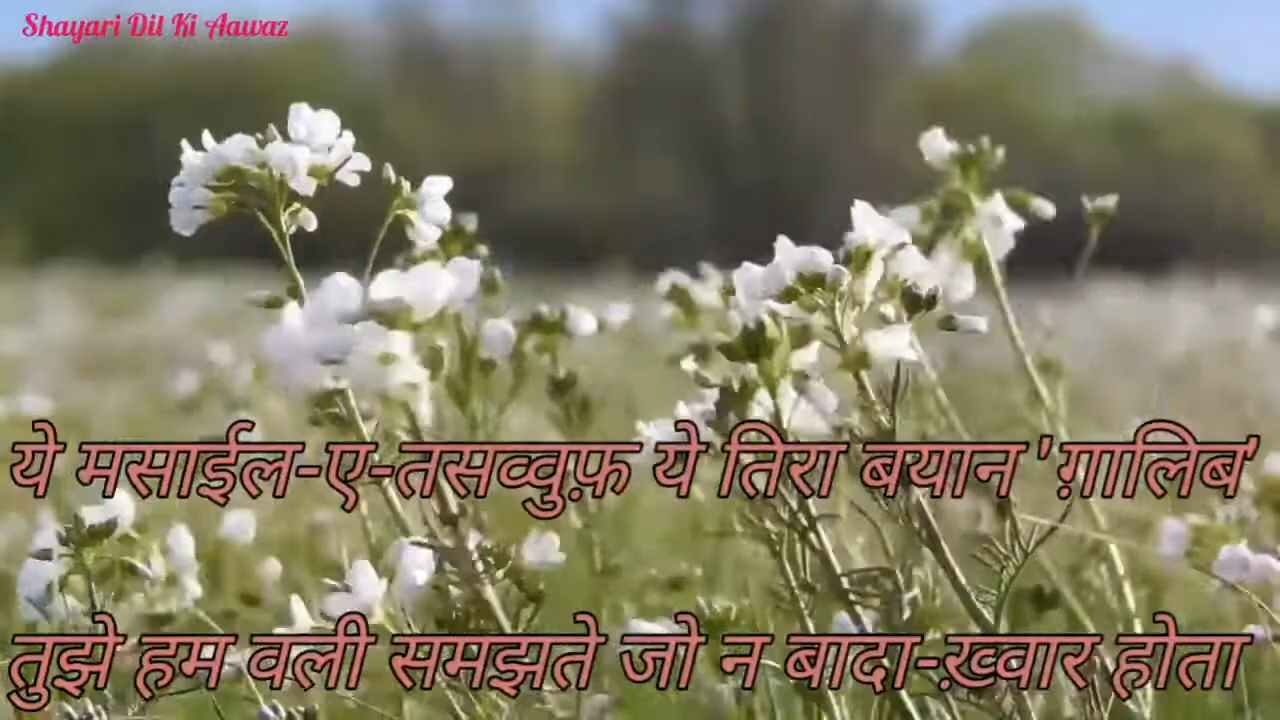 Shayari Dil Ki Aawaz
ये मसाईल-ए-तसव्वुफ़ ये तिरा बयान 'ग़ालिब'
तुझे हम वली समझते जो न बादा-ख़्वार होता